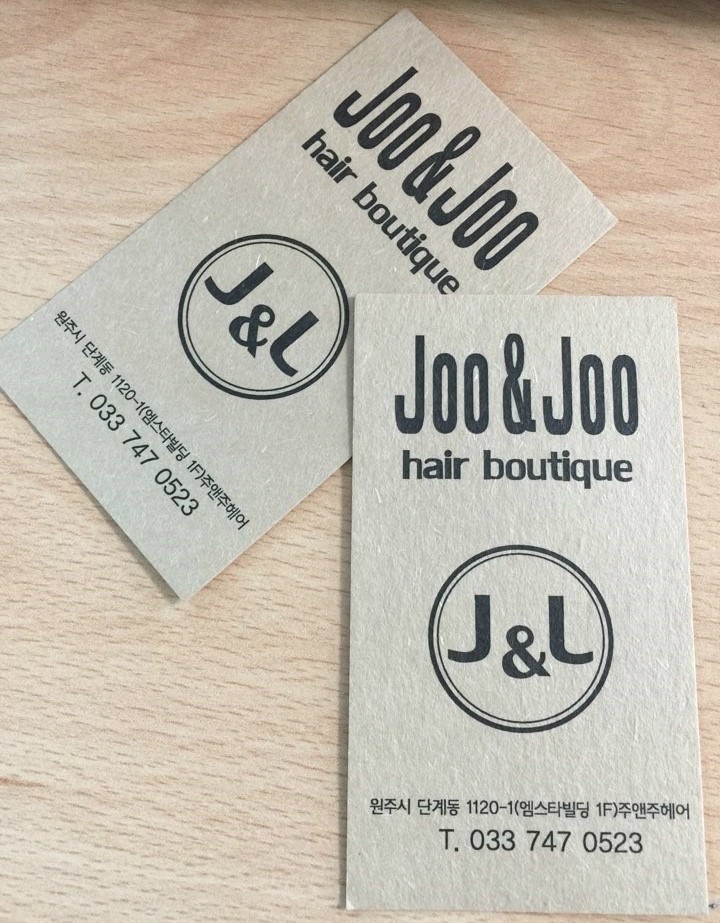 Joo & Joo
hair boutique
J & L
원주시 단계동 1120-1(엠스타빌딩 1F)주앤주헤어
T. 033 747 0523
Joo & Joo
hair boutique
J & L
원주시 단계동 1120-1(엠스타빌딩 1F)주앤주헤어
T. 033 747 0523